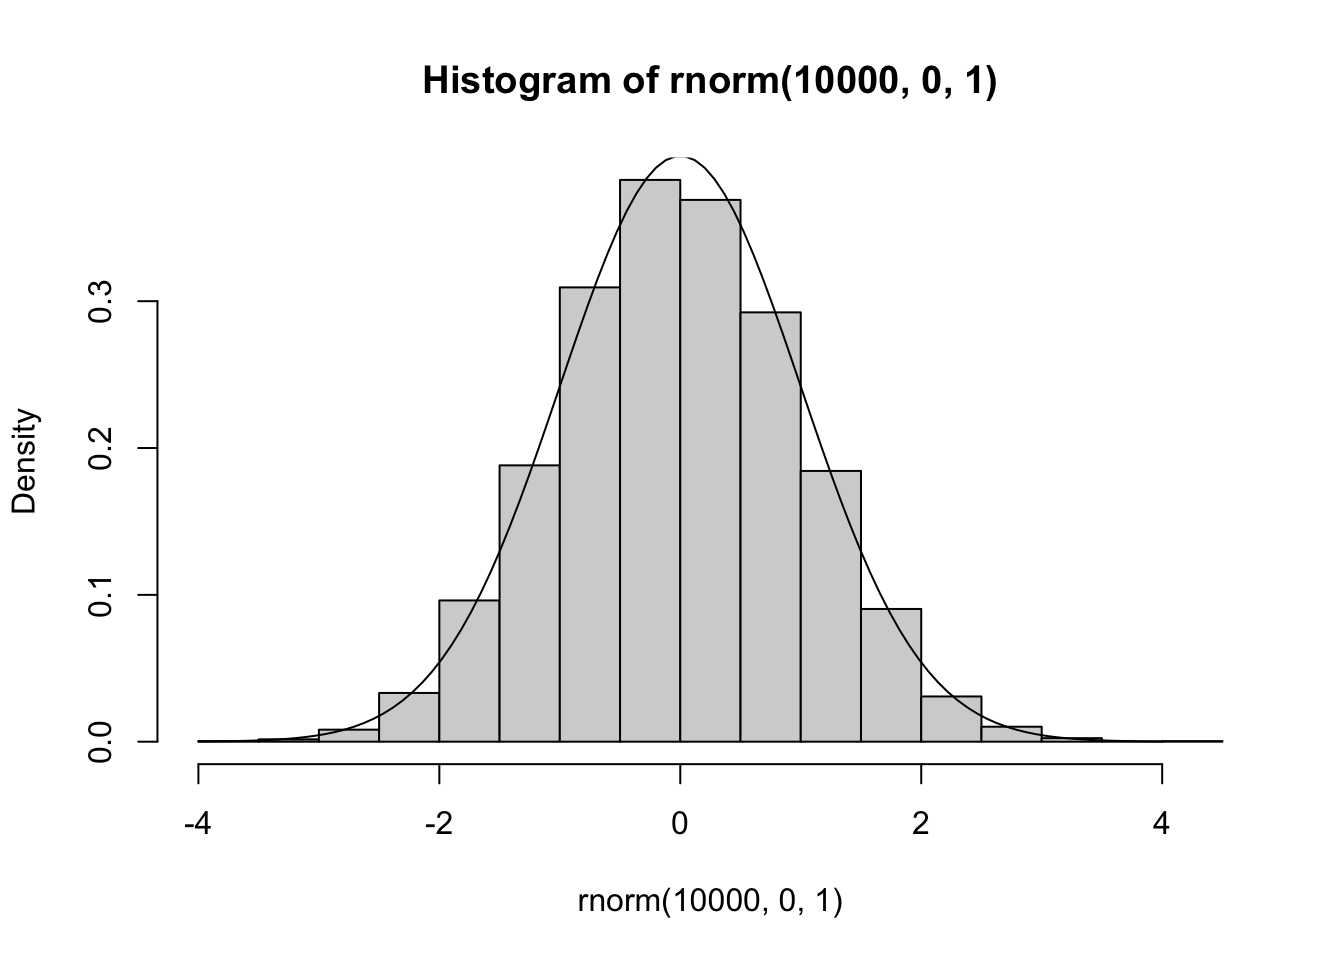 Histogram of rnorm(10000, 0, 1)
Density
0.3
0.2
0.1
0.0
-4 -2 0 2 4
rnorm(10000, 0, 1)